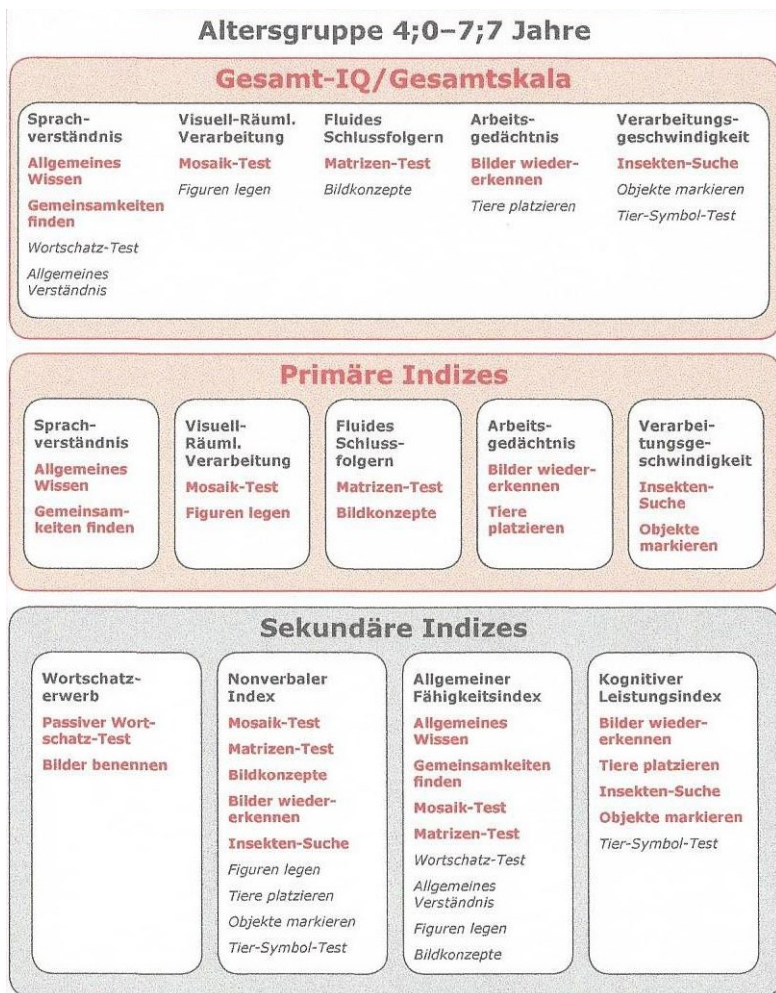 Altersgruppe 4;0–7;7 Jahre
Gesamt-IQ/Gesamtskala
Sprach-
verständnis
Allgemeines
Wissen
Gemeinsamkeiten
finden
Wortschatz-Test
Allgemeines
Verständnis
Visuell-Räuml.
Verarbeitung
Mosaik-Test
Figuren legen
Fluides
Schlussfolgern
Matrizen-Test
Bildkonzepte
Arbeits-
gedächtnis
Bilder wieder-
erkennen
Tiere platzieren
Verarbeitungs-
geschwindigkeit
Insekten-Suche
Objekte markieren
Tier-Symbol-Test
Primäre Indizes
Sprach-
verständnis
Allgemeines
Wissen
Gemeinsam-
keiten finden
Visuell-
Räuml.
Verarbeitung
Mosaik-Test
Figuren legen
Fluides
Schluss-
folgern
Matrizen-Test
Bildkonzepte
Arbeits-
gedächtnis
Bilder wieder-
erkennen
Tiere
platzieren
Verarbei-
tungsge-
schwindigkeit
Insekten-
Suche
Objekte
markieren
Sekundäre Indizes
Wortschatz-
erwerb
Passiver Wort-
schatz-Test
Bilder benennen
Nonverbaler
Index
Mosaik-Test
Matrizen-Test
Bildkonzepte
Bilder wieder-
erkennen
Insekten-Suche
Figuren legen
Tiere platzieren
Objekte markieren
Tier-Symbol-Test
Allgemeiner
Fähigkeitsindex
Allgemeines
Wissen
Gemeinsamkeiten
finden
Mosaik-Test
Matrizen-Test
Wortschatz-Test
Allgemeines
Verständnis
Figuren legen
Bildkonzepte
Kognitiver
Leistungsindex
Bilder wieder-
erkennen
Tiere platzieren
Insekten-Suche
Objekte markieren
Tier-Symbol-Test